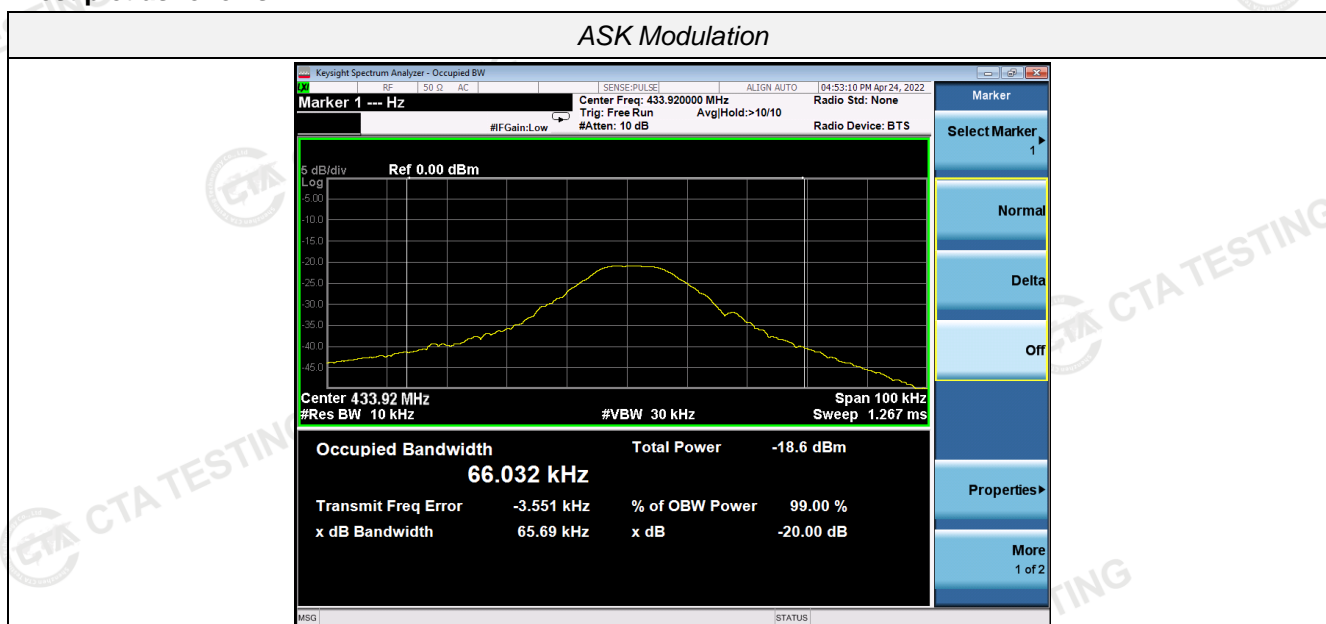 ASK Modulation
Keysight Spectrum Analyzer - Occupied BW
LXI RF 50 Ω AC SENSE:PULSE ALIGN AUTO 04:53:10 PM Apr 24, 2022
Marker 1 --- Hz
Center Freq: 433.920000 MHz Radio Std: None
Trig: Free Run Avg|Hold:>10/10
#IFGain:Low #Atten: 10 dB Radio Device: BTS
5 dB/div Ref 0.00 dBm
Log
-5.00
-10.0
-15.0
-20.0
-25.0
-30.0
-35.0
-40.0
-45.0
Center 433.92 MHz Span 100 kHz
#Res BW 10 kHz #VBW 30 kHz Sweep 1.267 ms
Occupied Bandwidth Total Power -18.6 dBm
66.032 kHz
Transmit Freq Error -3.551 kHz % of OBW Power 99.00 %
x dB Bandwidth 65.69 kHz x dB -20.00 dB
MSG STATUS
Marker
Select Marker
1
Normal
Delta
Off
Properties
More
1 of 2
CTA TESTING
CTA TESTING
CTA